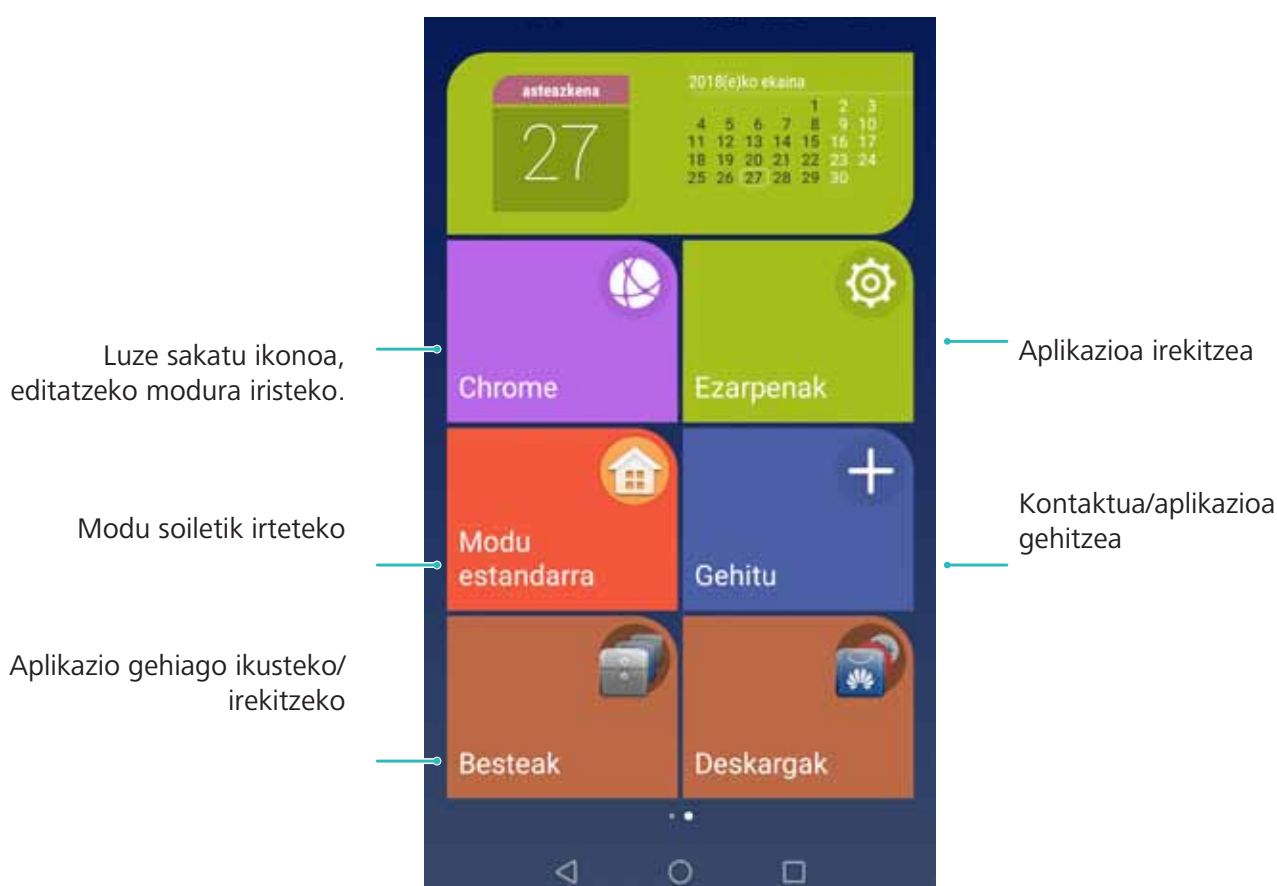 asteazkena
27
2018(e)ko ekaina
1 2 3
4 5 6 7 8 9 10
11 12 13 14 15 16 17
18 19 20 21 22 23 24
25 26 27 28 29 30
Luze sakatu ikonoa,
editatzeko modura iristeko.
Chrome
Ezarpenak
Aplikazioa irekitzea
Modu soiletik irteteko
Modu
estandarra
Gehitu
Kontaktua/aplikazioa
gehitzea
Aplikazio gehiago ikusteko/
irekitzeko
Besteak
Deskargak